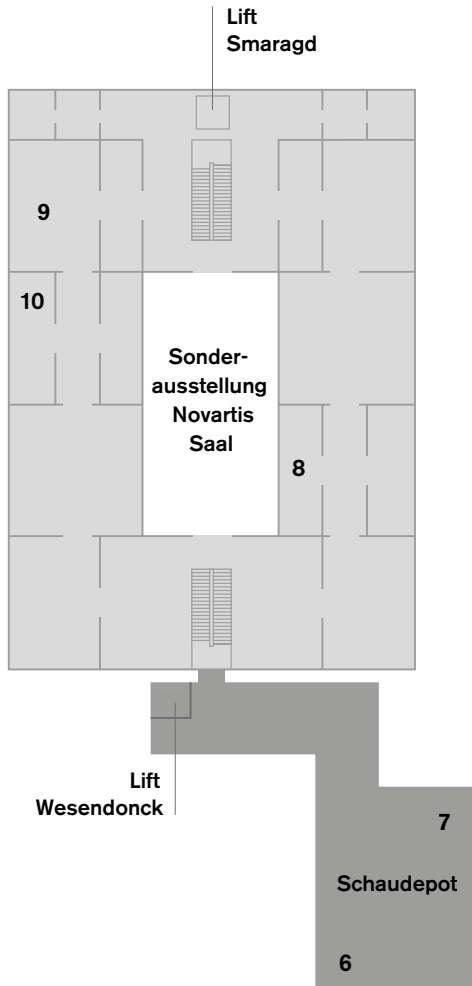 Lift
Smaragd
9
10
Sonder-
ausstellung
Novartis
Saal
8
Lift
Wesendonck
7
Schaudepot
6